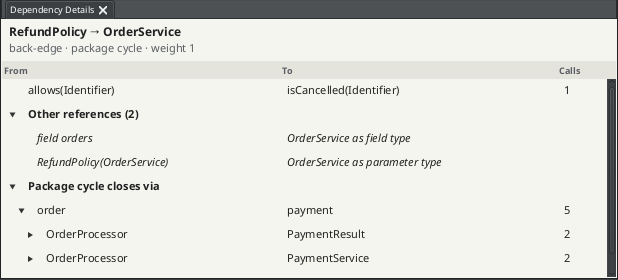 Dependency Details
RefundPolicy → OrderService
back-edge · package cycle · weight 1
From To Calls
allows(Identifier) isCancelled(Identifier) 1
Other references (2)
field orders OrderService as field type
RefundPolicy(OrderService) OrderService as parameter type
Package cycle closes via
order payment 5
OrderProcessor PaymentResult 2
OrderProcessor PaymentService 2